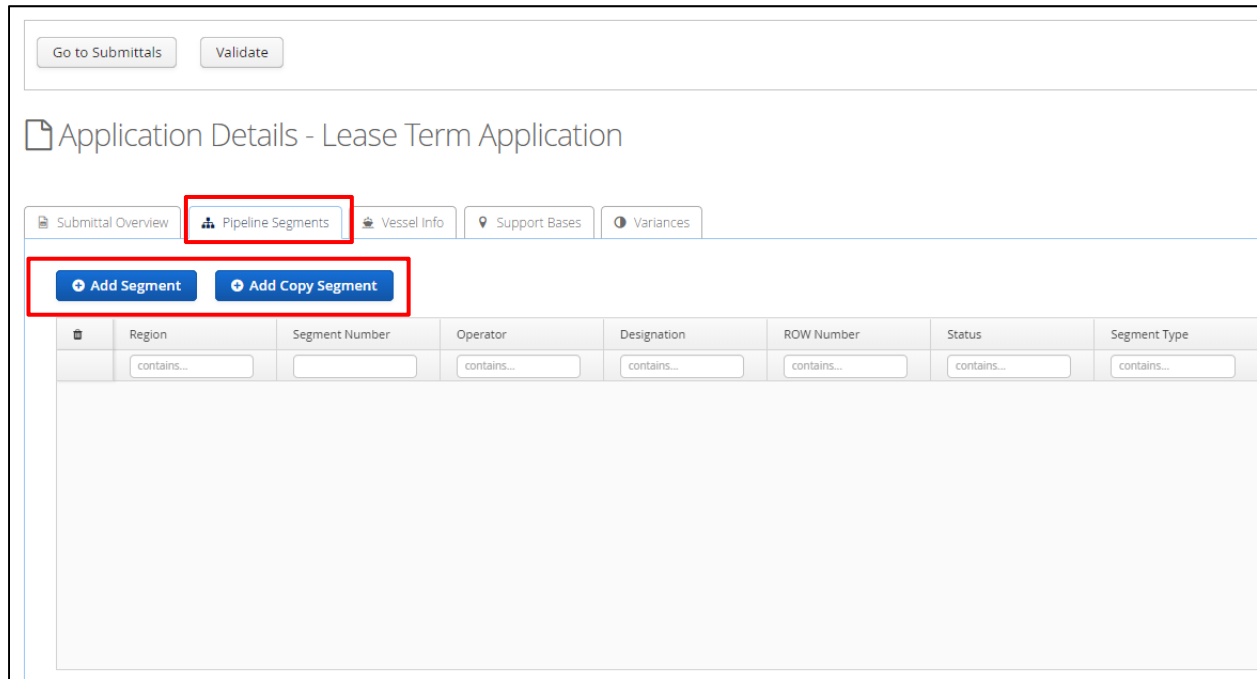 Go to Submittals Validate
Application Details - Lease Term Application
Submittal Overview Pipeline Segments Vessel Info Support Bases Variances
Add Segment Add Copy Segment
Region Segment Number Operator Designation ROW Number Status Segment Type
contains... contains... contains... contains... contains... contains...